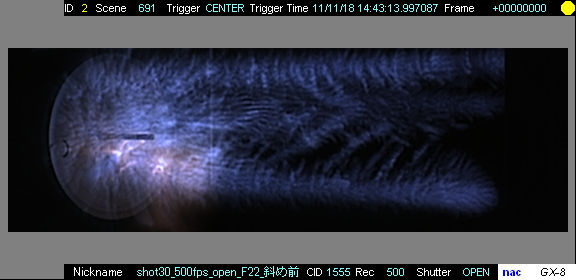 ID 2 Scene 691 Trigger CENTER Trigger Time 11/11/18 14:43:13.997087 Frame +00000000
Nickname shot30_500fps_open_F22_斜め前 CID 1555 Rec 500 Shutter OPEN nac GX-8